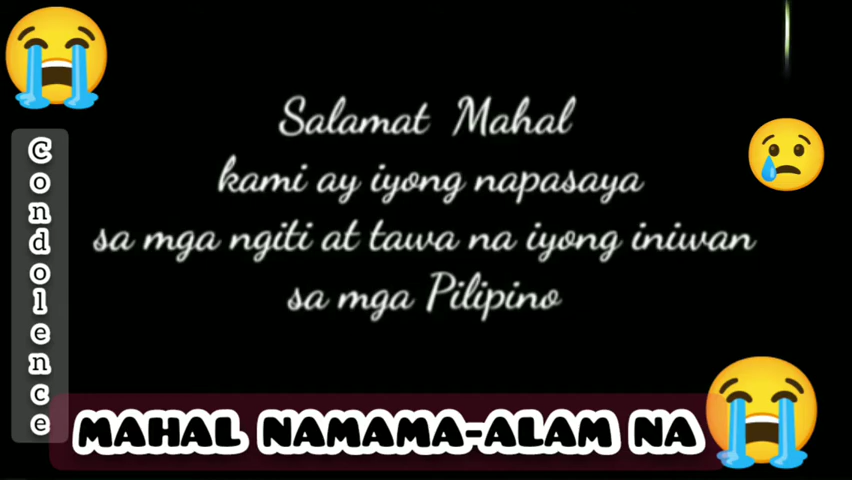 Salamat Mahal
kami ay iyong napasaya
sa mga ngiti at tawa na iyong iniwan
sa mga Pilipino
Condolence
MAHAL NAMAMA-ALAM NA